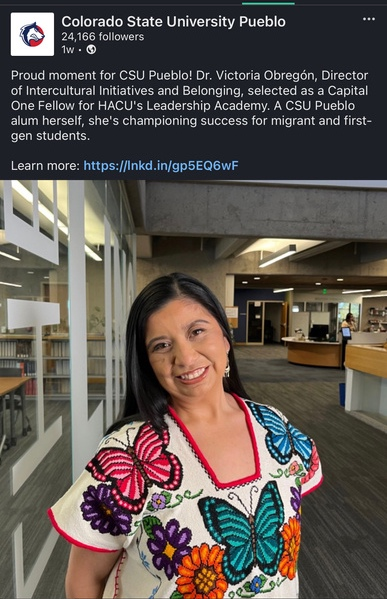 Colorado State University Pueblo
24,166 followers
1w •
Proud moment for CSU Pueblo! Dr. Victoria Obregón, Director
of Intercultural Initiatives and Belonging, selected as a Capital
One Fellow for HACU's Leadership Academy. A CSU Pueblo
alum herself, she's championing success for migrant and first-
gen students.
Learn more: https://lnkd.in/gp5EQ6wF